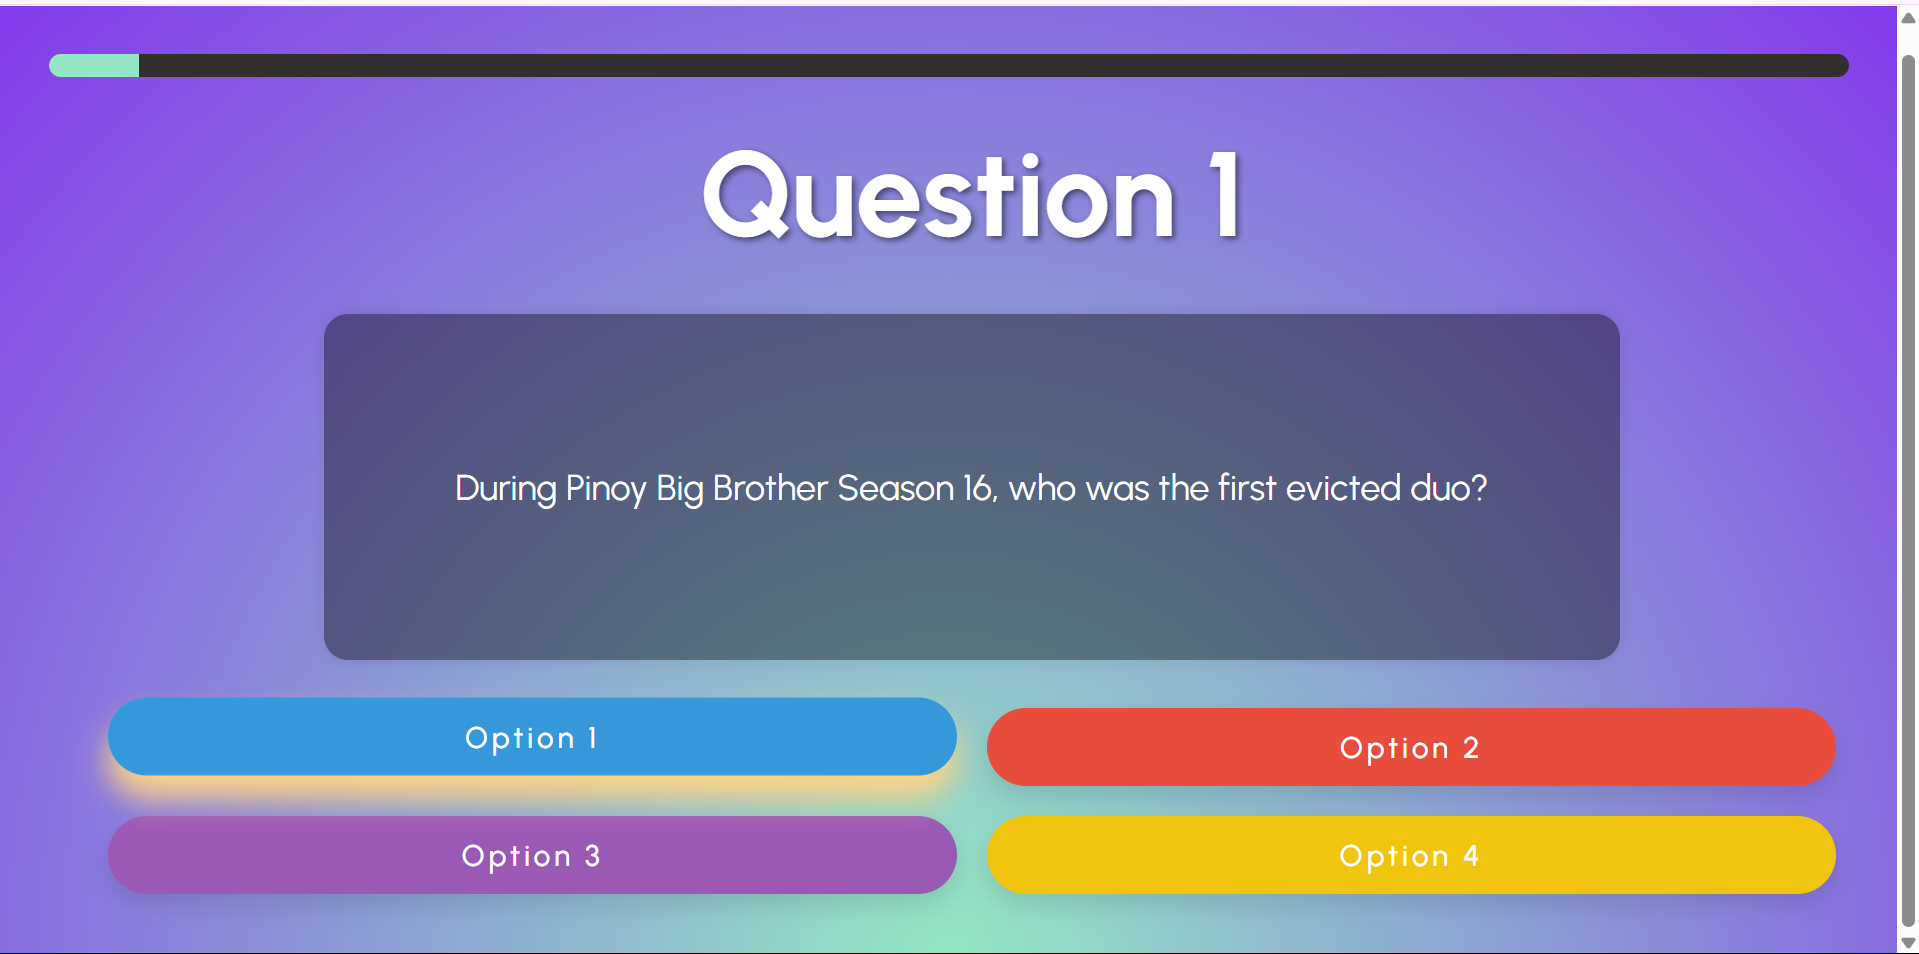 Question 1
During Pinoy Big Brother Season 16, who was the first evicted duo?
Option 1
Option 2
Option 3
Option 4